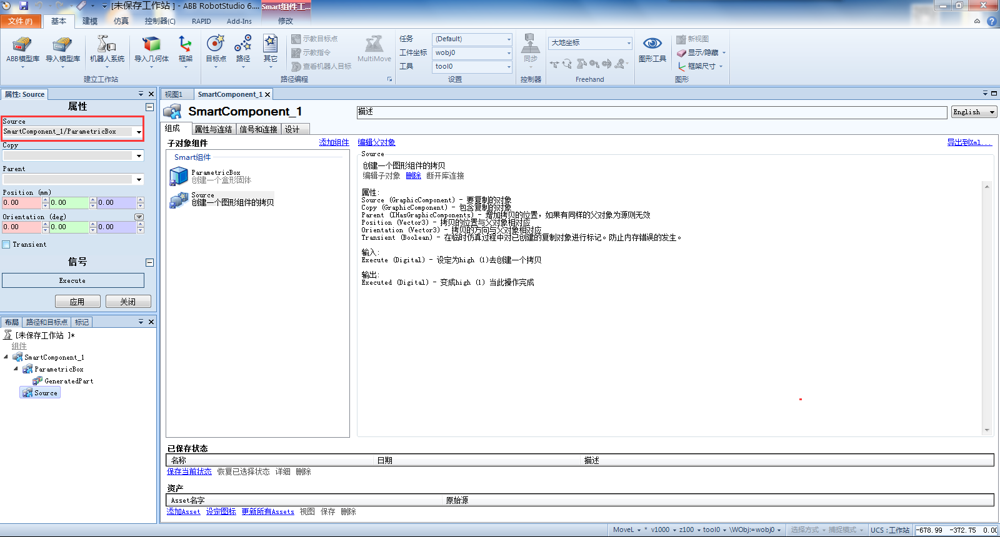 [未保存工作站 ] - ABB RobotStudio 6....
Smart组件工...
文件(F) 基本 建模 仿真 控制器(C) RAPID Add-Ins 修改
ABB模型库 导入模型库 机器人系统 导入几何体 框架
建立工作站
目标点 路径 其它
示教目标点
示教指令
查看机器人目标
MultiMove
路径编程
任务 (Default)
工件坐标 wobj0
工具 tool0
设置
同步
控制器
大地坐标
Freehand
图形工具
新视图
显示/隐藏
框架尺寸
图形
属性: Source
属性
Source
SmartComponent_1/ParametricBox
Copy
Parent
Position (mm)
0.00 0.00 0.00
Orientation (deg)
0.00 0.00 0.00
Transient
信号
Execute
应用 关闭
布局 路径和目标点 标记
[未保存工作站 ]*
组件
SmartComponent_1
ParametricBox
GeneratedPart
Source
视图1 SmartComponent_1
SmartComponent_1 描述 English
组成 属性与连结 信号和连接 设计
子对象组件 添加组件 编辑父对象 导出到Xml...
Smart组件
ParametricBox
创建一个盒形固体
Source
创建一个图形组件的拷贝
Source
创建一个图形组件的拷贝
编辑子对象 删除 断开库连接
属性:
Source (GraphicComponent) - 要复制的对象
Copy (GraphicComponent) - 包含复制的对象
Parent (IHasGraphicComponents) - 增加拷贝的位置，如果有同样的父对象为源则无效
Position (Vector3) - 拷贝的位置与父对象相对应
Orientation (Vector3) - 拷贝的方向与父对象相对应
Transient (Boolean) - 在临时仿真过程中对已创建的复制对象进行标记。防止内存错误的发生。
输入:
Execute (Digital) - 设定为high (1)去创建一个拷贝
输出:
Executed (Digital) - 变成high (1) 当此操作完成
已保存状态
名称 日期 描述
保存当前状态 恢复已选择状态 详细 删除
资产
Asset名字 原始源
添加Asset 设定图标 更新所有Assets 视图 保存 删除
MoveL * v1000 z100 tool0 \WObj:=wobj0 选择方式 捕捉模式 UCS :工作站 -678.99 -372.75 0.00